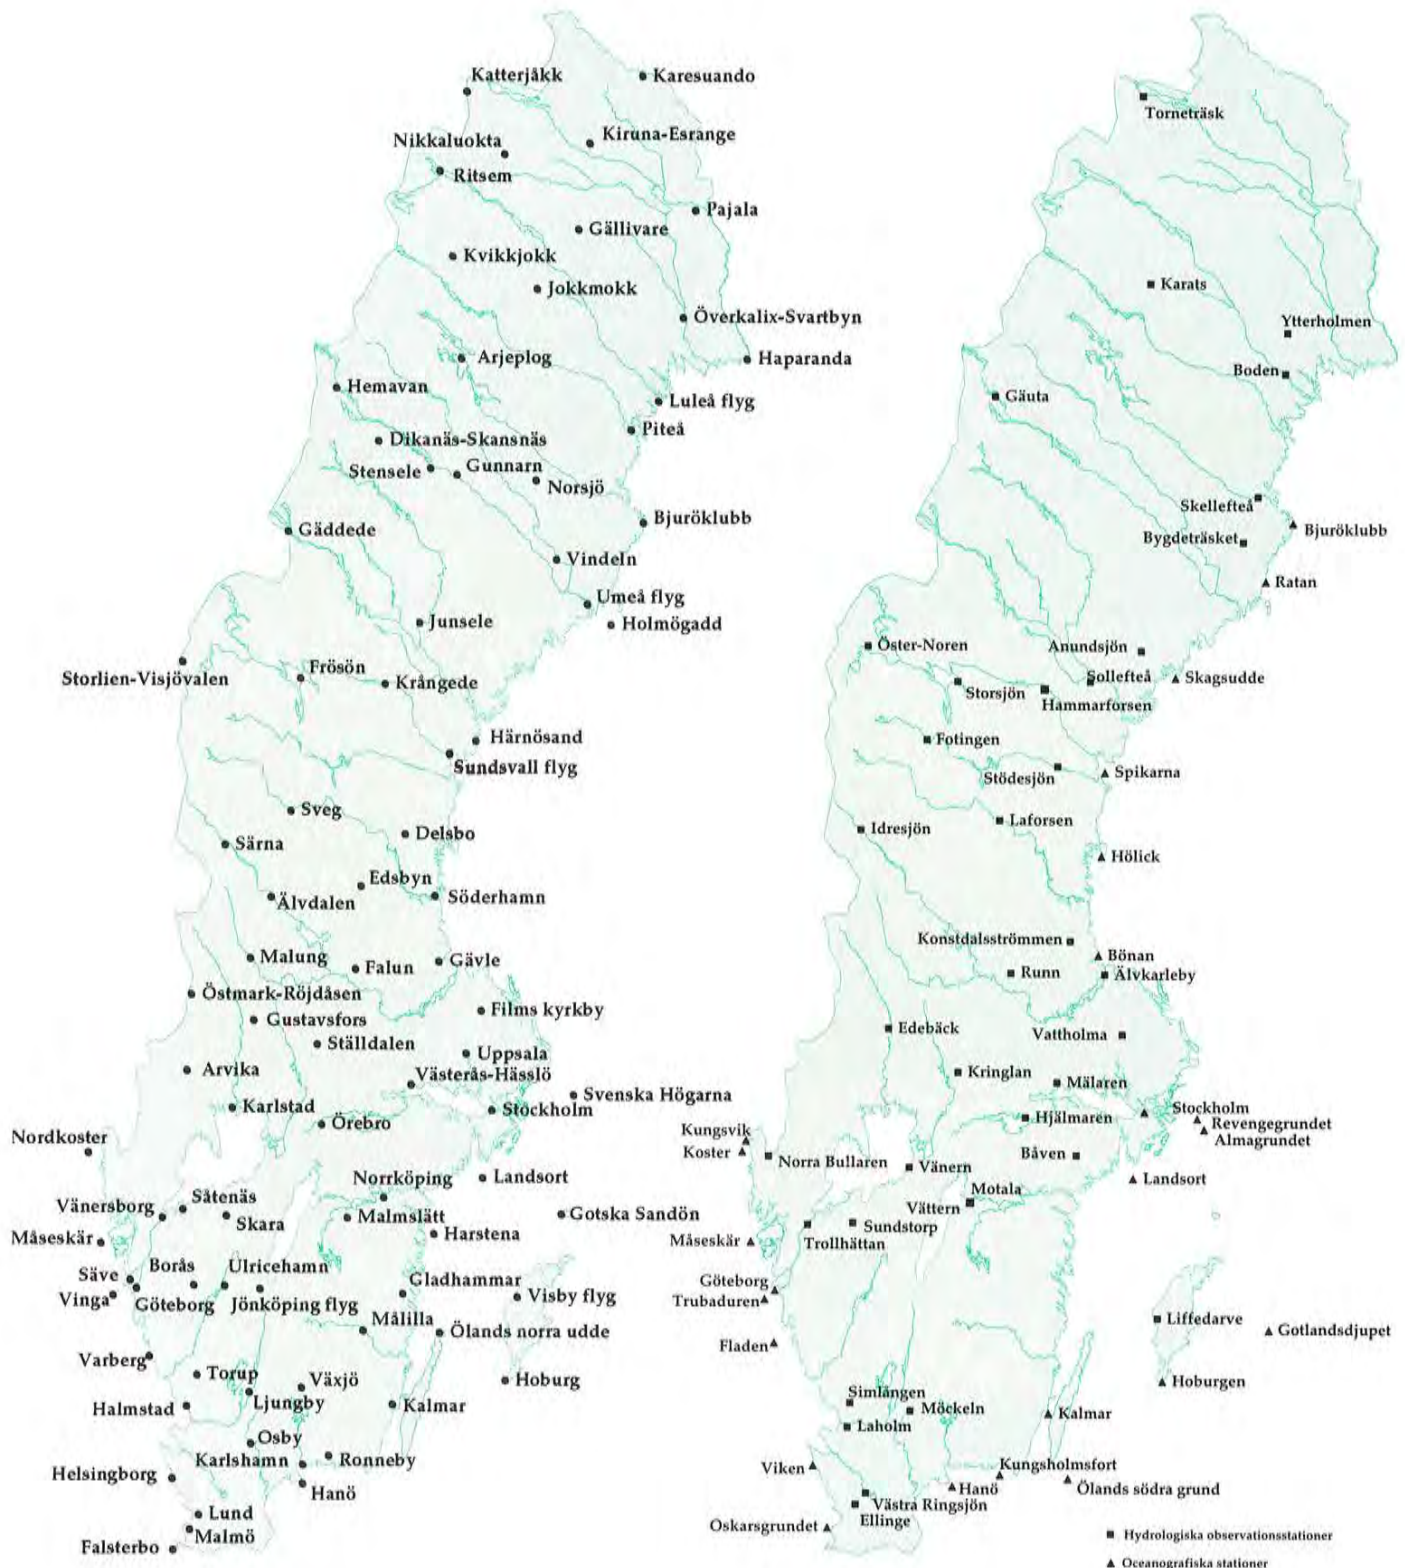 Katterjåkk
Karesuando
Nikkaluokta
Kiruna-Esrange
Ritsem
Pajala
Gällivare
Kvikkjokk
Jokkmokk
Överkalix-Svartbyn
Arjeplog
Haparanda
Hemavan
Luleå flyg
Piteå
Dikanäs-Skansnäs
Stensele
Gunnarn
Norsjö
Bjuröklubb
Gäddede
Vindeln
Umeå flyg
Junsele
Holmögadd
Storlien-Visjövalen
Frösön
Krångede
Härnösand
Sundsvall flyg
Sveg
Delsbo
Särna
Edsbyn
Älvdalen
Söderhamn
Malung
Falun
Gävle
Östmark-Röjdåsen
Films kyrkby
Gustavsfors
Ställdalen
Uppsala
Arvika
Västerås-Hässlö
Svenska Högarna
Karlstad
Stockholm
Örebro
Nordkoster
Norrköping
Landsort
Såtenäs
Vänersborg
Skara
Malmslätt
Gotska Sandön
Måseskär
Harstena
Säve
Borås
Ulricehamn
Gladhammar
Vinga
Göteborg
Jönköping flyg
Visby flyg
Målilla
Ölands norra udde
Varberg
Torup
Växjö
Hoburg
Halmstad
Ljungby
Kalmar
Osby
Karlshamn
Ronneby
Helsingborg
Hanö
Lund
Malmö
Falsterbo
Torneträsk
Karats
Ytterholmen
Boden
Gäuta
Skellefteå
Bjuröklubb
Bygdeträsket
Ratan
Öster-Noren
Anundsjön
Sollefteå
Skagsudde
Storsjön
Hammarforsen
Fotingen
Stödesjön
Spikarna
Laforsen
Idresjön
Hölick
Konstdalsströmmen
Bönan
Runn
Älvkarleby
Edebäck
Vattholma
Kringlan
Mälaren
Stockholm
Hjälmaren
Revengegrundet
Almagrundet
Kungsvik
Koster
Norra Bullaren
Vänern
Båven
Landsort
Motala
Vättern
Sundstorp
Trollhättan
Måseskär
Göteborg
Trubaduren
Liffedarve
Gotlandsdjupet
Fladen
Hoburgen
Simlången
Möckeln
Kalmar
Laholm
Viken
Kungsholmsfort
Hanö
Ölands södra grund
Västra Ringsjön
Ellinge
Oskarsgrundet
Hydrologiska observationsstationer
Oceanografiska stationer